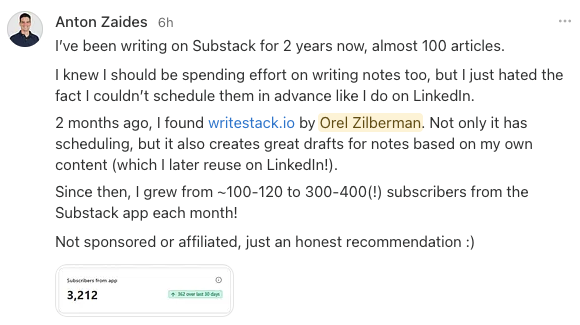 Anton Zaides 6h
I've been writing on Substack for 2 years now, almost 100 articles.
I knew I should be spending effort on writing notes too, but I just hated the
fact I couldn't schedule them in advance like I do on LinkedIn.
2 months ago, I found writestack.io by Orel Zilberman. Not only it has
scheduling, but it also creates great drafts for notes based on my own
content (which I later reuse on LinkedIn!).
Since then, I grew from ~100-120 to 300-400(!) subscribers from the
Substack app each month!
Not sponsored or affiliated, just an honest recommendation :)
Subscribers from app
3,212 362 over last 30 days